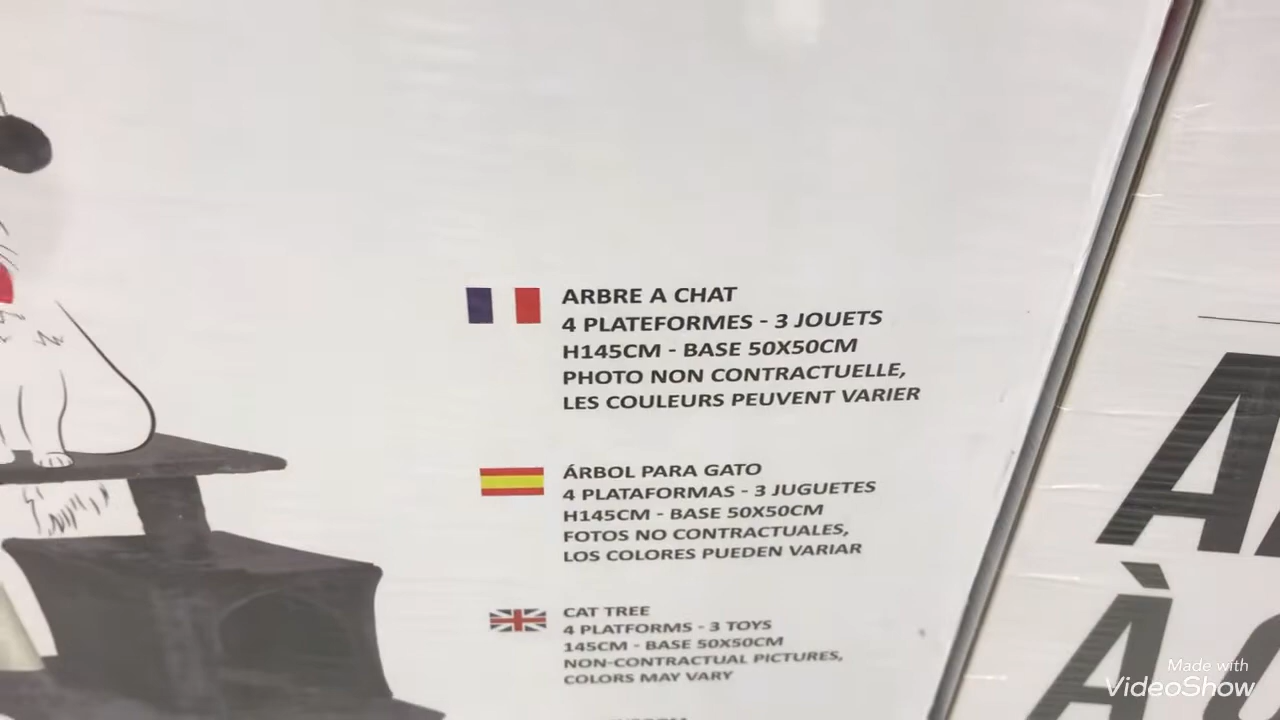 ARBRE A CHAT
4 PLATEFORMES - 3 JOUETS
H145CM - BASE 50X50CM
PHOTO NON CONTRACTUELLE,
LES COULEURS PEUVENT VARIER
ÁRBOL PARA GATO
4 PLATAFORMAS - 3 JUGUETES
H145CM - BASE 50X50CM
FOTOS NO CONTRACTUALES,
LOS COLORES PUEDEN VARIAR
CAT TREE
4 PLATFORMS - 3 TOYS
145CM - BASE 50X50CM
NON-CONTRACTUAL PICTURES,
COLORS MAY VARY
À
Made with
VideoShow